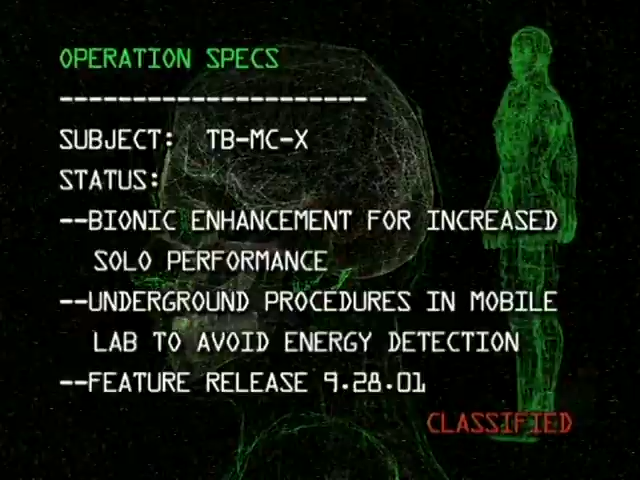 OPERATION SPECS
---------------------
SUBJECT: TB-MC-X
STATUS:
--BIONIC ENHANCEMENT FOR INCREASED
SOLO PERFORMANCE
--UNDERGROUND PROCEDURES IN MOBILE
LAB TO AVOID ENERGY DETECTION
--FEATURE RELEASE 9.28.01
CLASSIFIED